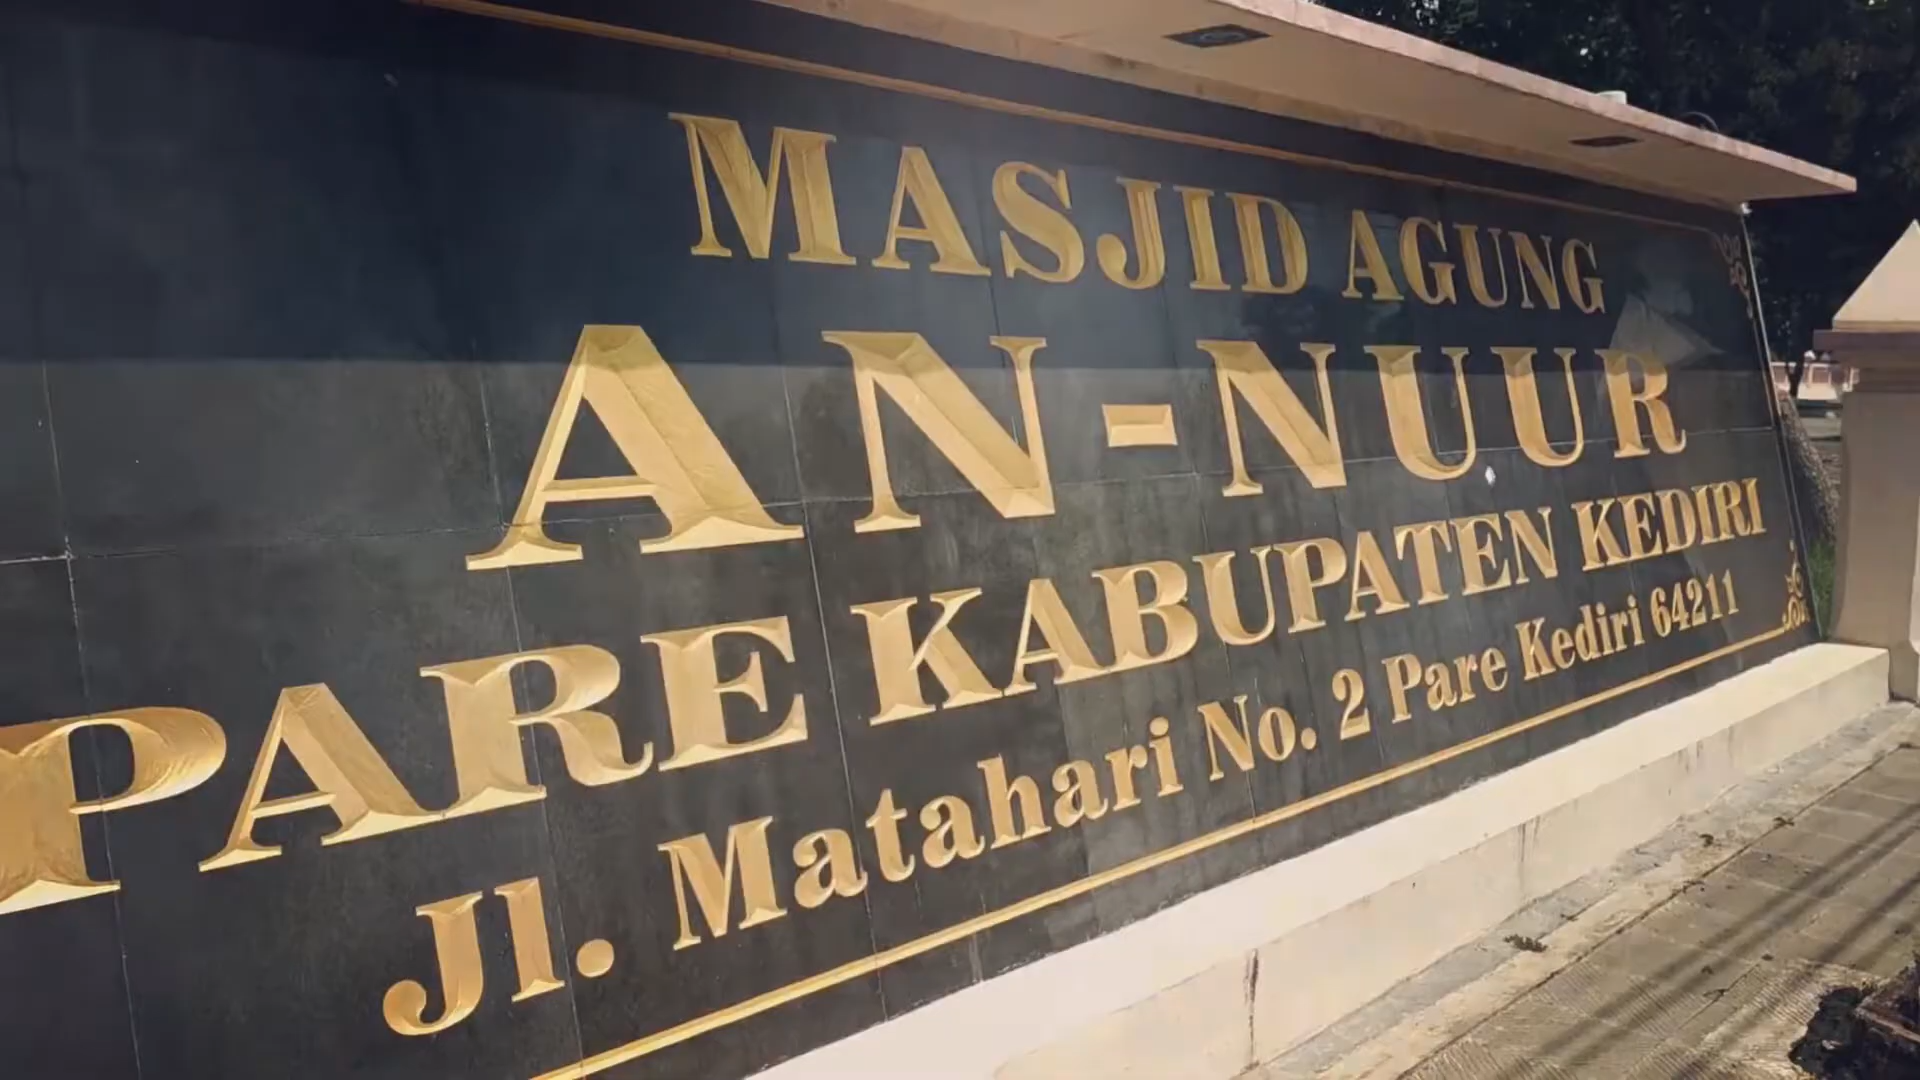 MASJID AGUNG
AN-NUUR
PARE KABUPATEN KEDIRI
Jl. Matahari No. 2 Pare Kediri 64211